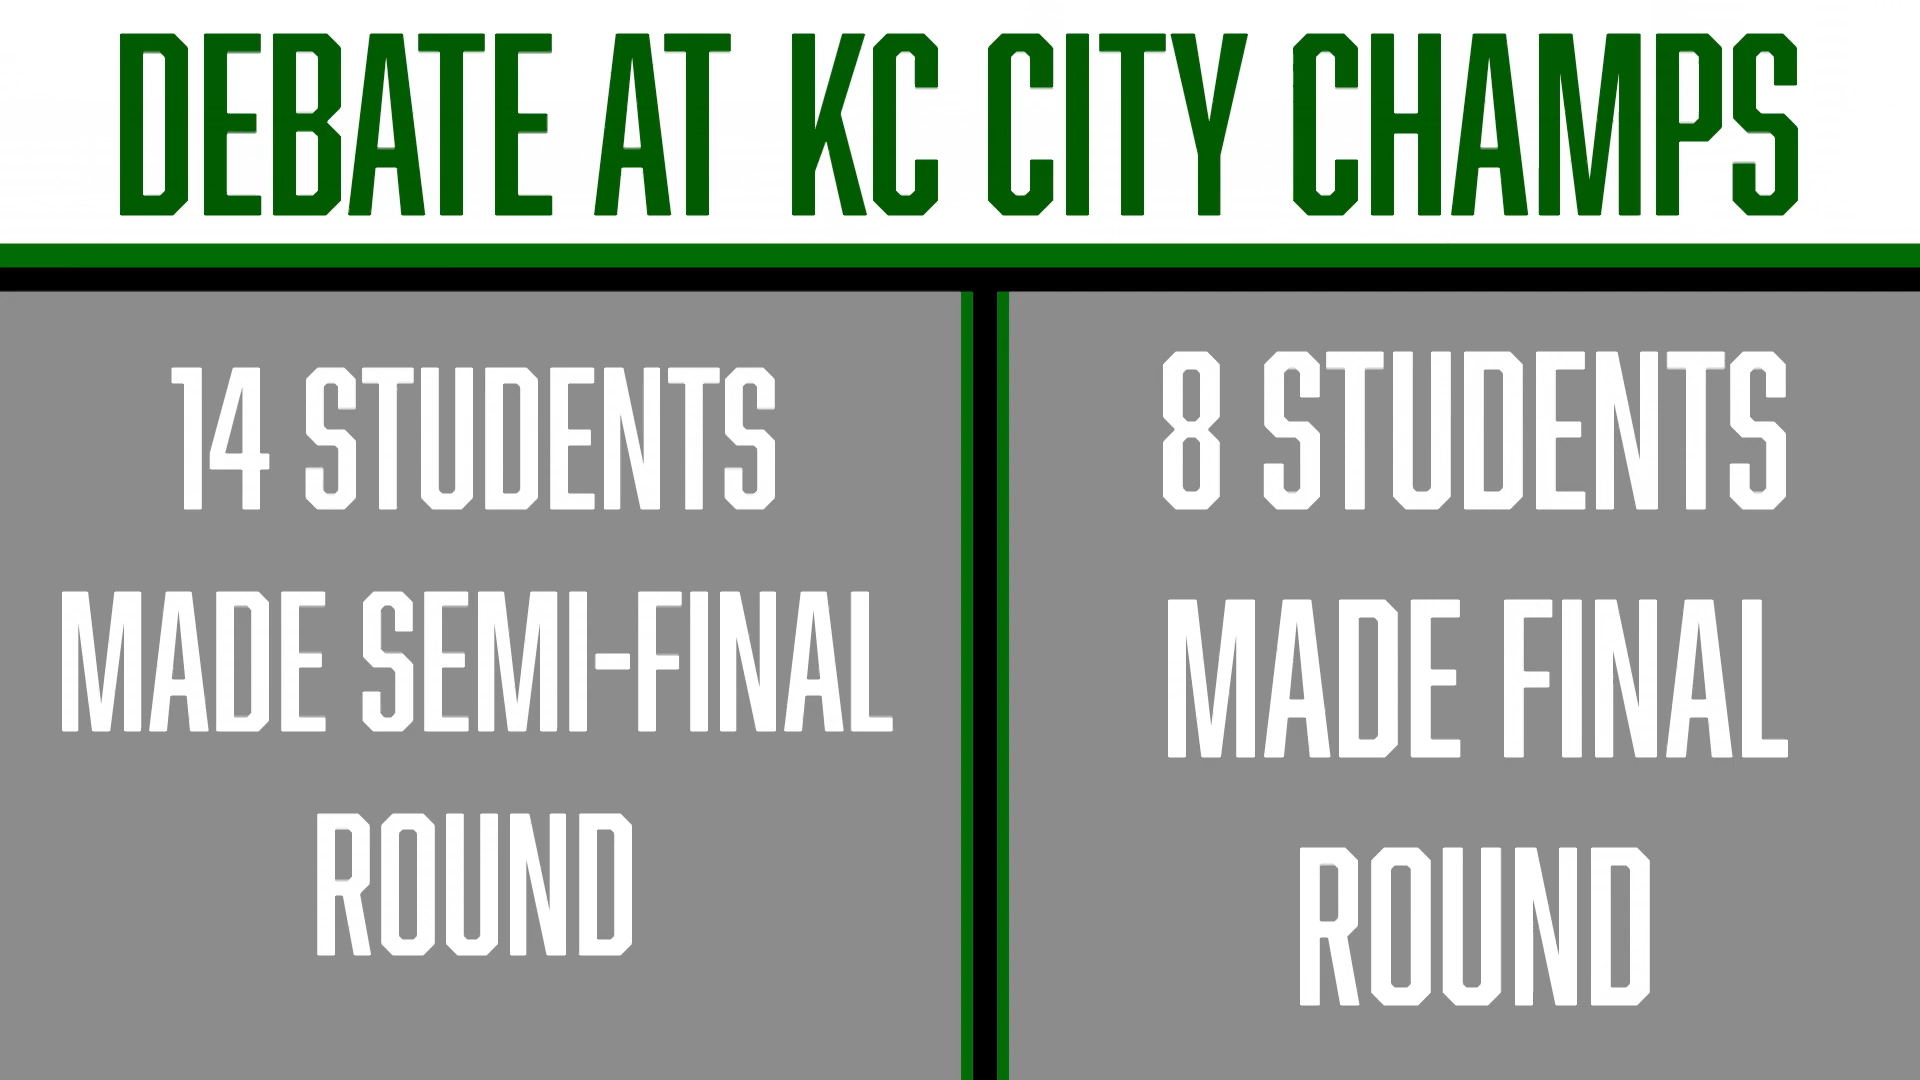 DEBATE AT KC CITY CHAMPS
14 STUDENTS
MADE SEMI-FINAL
ROUND
8 STUDENTS
MADE FINAL
ROUND